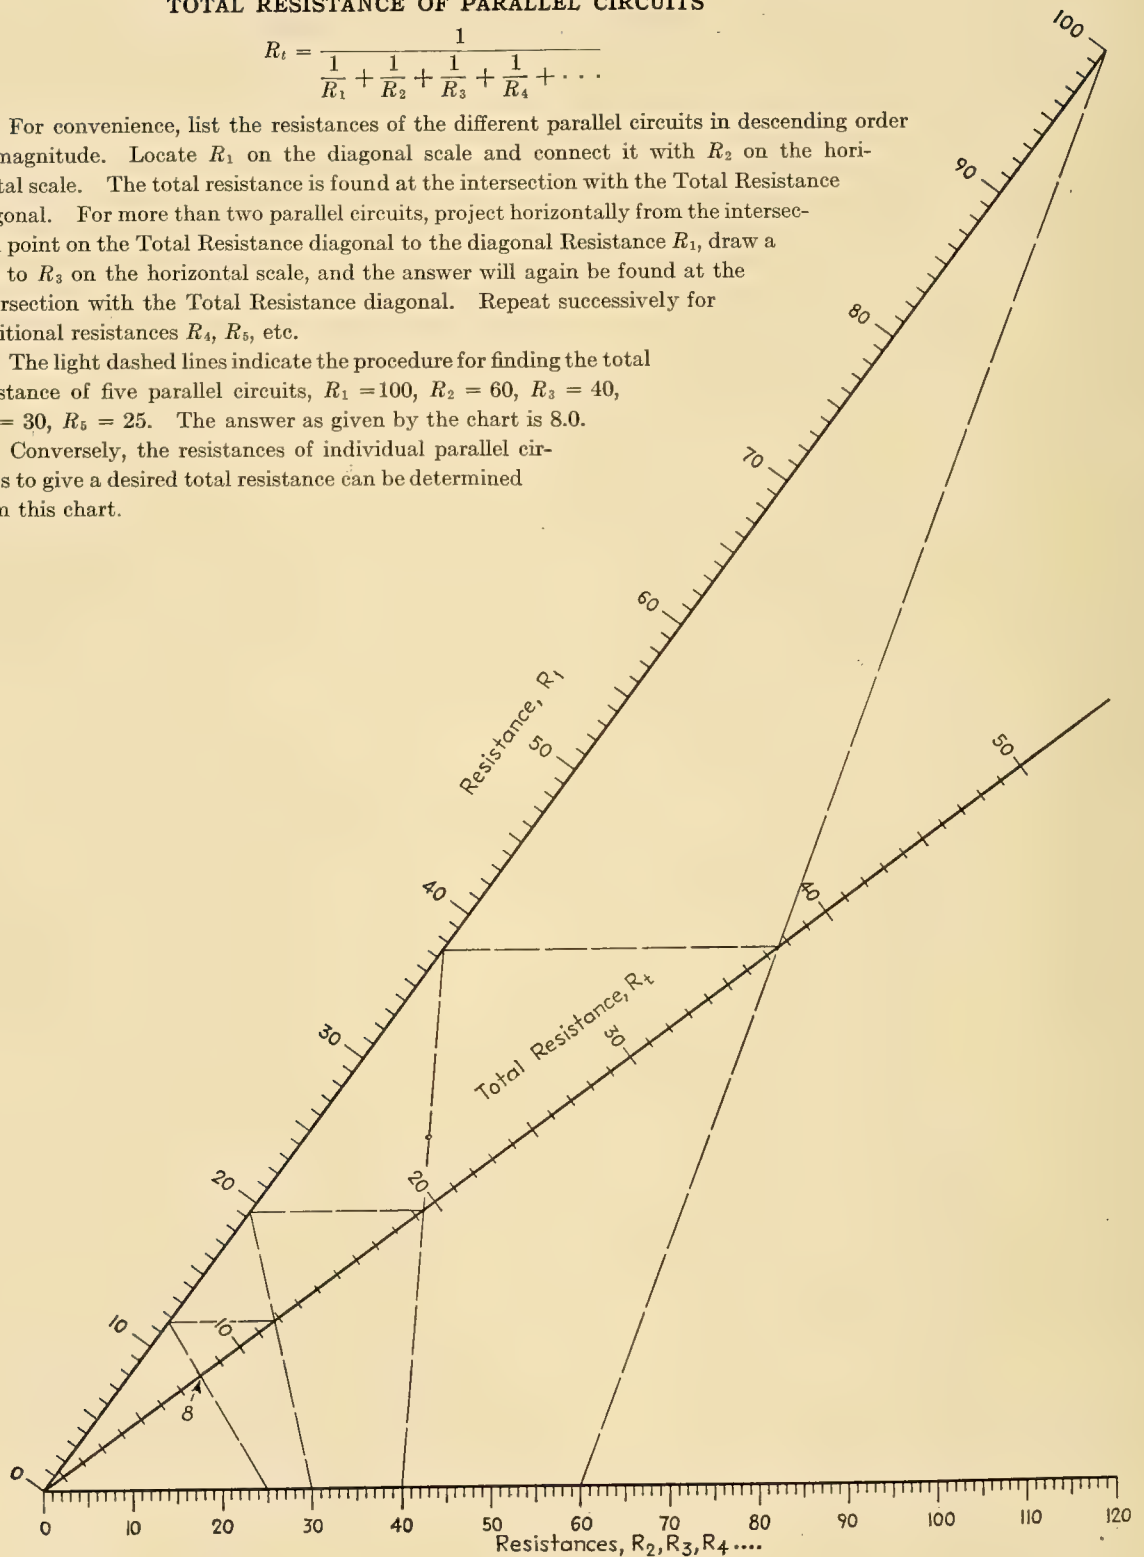 TOTAL RESISTANCE OF PARALLEL CIRCUITS
R_t = 1 / (1/R_1 + 1/R_2 + 1/R_3 + 1/R_4 + · · ·)
For convenience, list the resistances of the different parallel circuits in descending order
magnitude. Locate R_1 on the diagonal scale and connect it with R_2 on the hori-
tal scale. The total resistance is found at the intersection with the Total Resistance
gonal. For more than two parallel circuits, project horizontally from the intersec-
point on the Total Resistance diagonal to the diagonal Resistance R_1, draw a
to R_3 on the horizontal scale, and the answer will again be found at the
rsection with the Total Resistance diagonal. Repeat successively for
itional resistances R_4, R_5, etc.
The light dashed lines indicate the procedure for finding the total
stance of five parallel circuits, R_1 =100, R_2 = 60, R_3 = 40,
= 30, R_5 = 25. The answer as given by the chart is 8.0.
Conversely, the resistances of individual parallel cir-
s to give a desired total resistance can be determined
this chart.
100
90
80
70
60
Resistance, R_1
50
40
30
20
10
0
50
40
Total Resistance, R_t
30
20
10
8
0 10 20 30 40 50 60 70 80 90 100 110 120
Resistances, R_2,R_3,R_4....